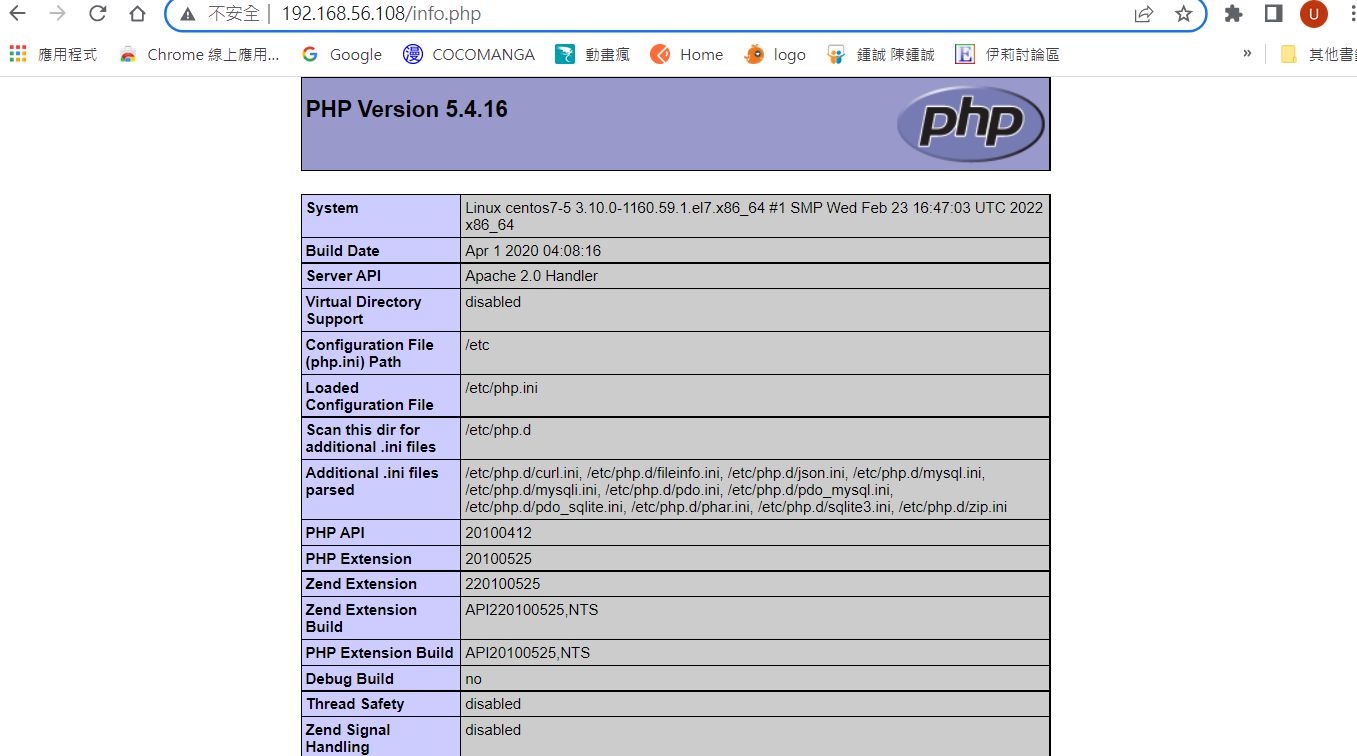 不安全 | 192.168.56.108/info.php
U
應用程式 Chrome 線上應用... Google COCOMANGA 動畫瘋 Home logo 鍾誠 陳鍾誠 伊莉討論區 » 其他書
PHP Version 5.4.16
php
System Linux centos7-5 3.10.0-1160.59.1.el7.x86_64 #1 SMP Wed Feb 23 16:47:03 UTC 2022
x86_64
Build Date Apr 1 2020 04:08:16
Server API Apache 2.0 Handler
Virtual Directory disabled
Support
Configuration File /etc
(php.ini) Path
Loaded /etc/php.ini
Configuration File
Scan this dir for /etc/php.d
additional .ini files
Additional .ini files /etc/php.d/curl.ini, /etc/php.d/fileinfo.ini, /etc/php.d/json.ini, /etc/php.d/mysql.ini,
parsed /etc/php.d/mysqli.ini, /etc/php.d/pdo.ini, /etc/php.d/pdo_mysql.ini,
/etc/php.d/pdo_sqlite.ini, /etc/php.d/phar.ini, /etc/php.d/sqlite3.ini, /etc/php.d/zip.ini
PHP API 20100412
PHP Extension 20100525
Zend Extension 220100525
Zend Extension API220100525,NTS
Build
PHP Extension Build API20100525,NTS
Debug Build no
Thread Safety disabled
Zend Signal disabled
Handling